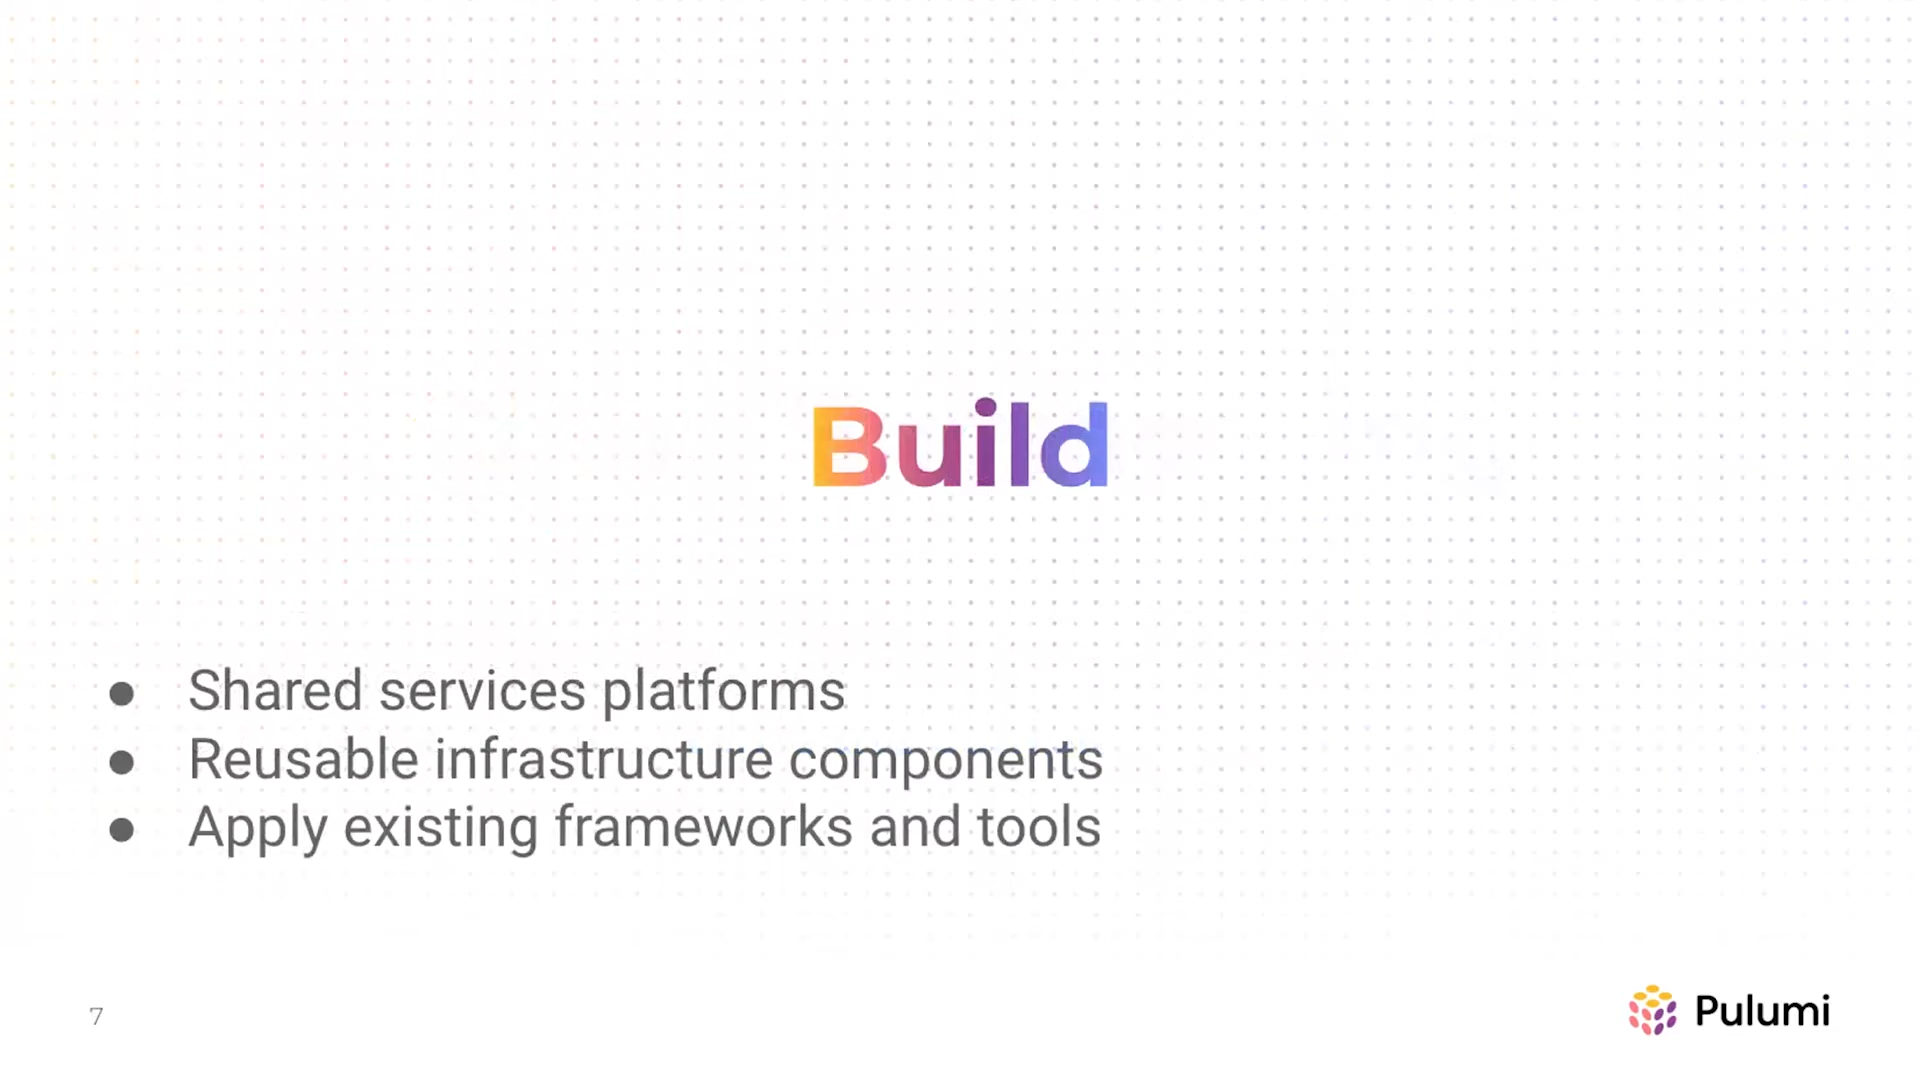 Build
● Shared services platforms
● Reusable infrastructure components
● Apply existing frameworks and tools
7
Pulumi